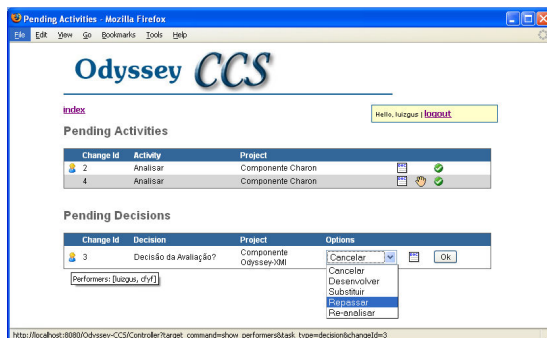 Pending Activities - Mozilla Firefox
File Edit View Go Bookmarks Tools Help
Odyssey CCS
index
Hello, luizgus | logout
Pending Activities
Change Id Activity Project
2 Analisar Componente Charon
4 Analisar Componente Charon
Pending Decisions
Change Id Decision Project Options
3 Decisão da Avaliação? Componente Odyssey-XMI Cancelar Ok
Performers: [luizgus, cfyf]
Cancelar
Desenvolver
Substituir
Repassar
Re-analisar
http://localhost:8080/Odyssey-CCS/Controller?target_command=show_performers&task_type=decision&changeId=3